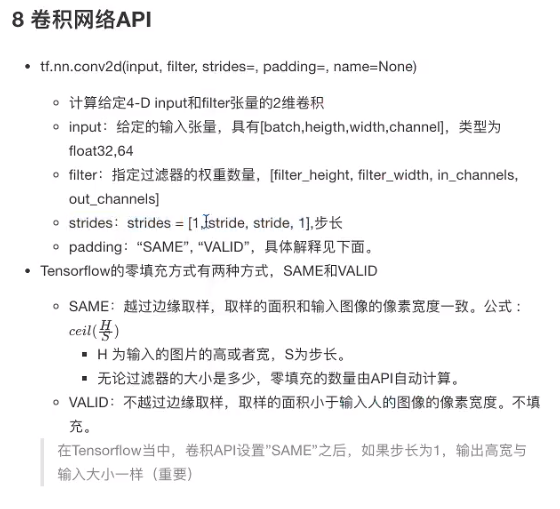 8 卷积网络API
tf.nn.conv2d(input, filter, strides=, padding=, name=None)
计算给定4-D input和filter张量的2维卷积
input：给定的输入张量，具有[batch,heigth,width,channel]，类型为
float32,64
filter：指定过滤器的权重数量，[filter_height, filter_width, in_channels,
out_channels]
strides：strides = [1, stride, stride, 1],步长
padding：“SAME”, “VALID”，具体解释见下面。
Tensorflow的零填充方式有两种方式，SAME和VALID
SAME：越过边缘取样，取样的面积和输入图像的像素宽度一致。公式 :
ceil(H/S)
H 为输入的图片的高或者宽，S为步长。
无论过滤器的大小是多少，零填充的数量由API自动计算。
VALID：不越过边缘取样，取样的面积小于输入人的图像的像素宽度。不填
充。
在Tensorflow当中，卷积API设置”SAME”之后，如果步长为1，输出高宽与
输入大小一样（重要）